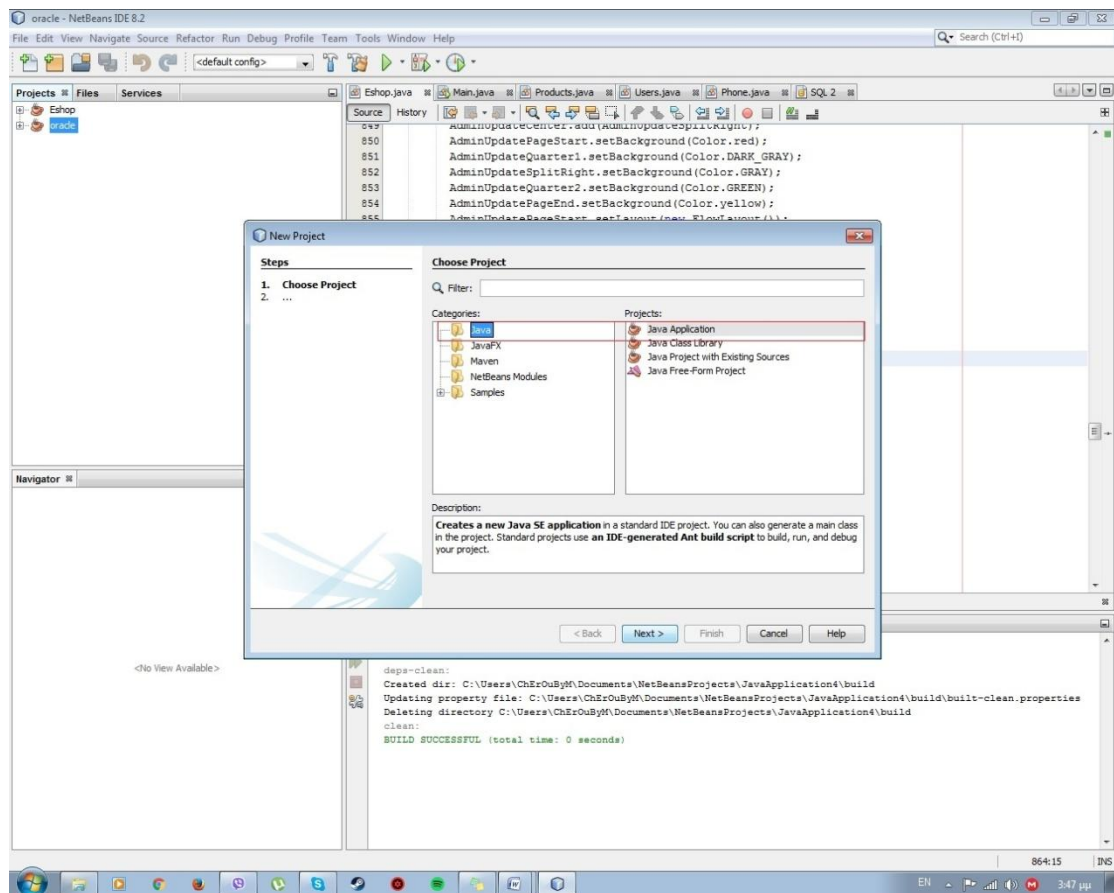 oracle - NetBeans IDE 8.2
File Edit View Navigate Source Refactor Run Debug Profile Team Tools Window Help
Search (Ctrl+I)
<default config>
Projects Files Services
Eshop.java Main.java Products.java Users.java Phone.java SQL 2
Eshop
oracle
Source History
849 AdminUpdateCenter.add(AdminUpdateSplitRight);
850 AdminUpdatePageStart.setBackground(Color.red);
851 AdminUpdateQuarter1.setBackground(Color.DARK_GRAY);
852 AdminUpdateSplitRight.setBackground(Color.GRAY);
853 AdminUpdateQuarter2.setBackground(Color.GREEN);
854 AdminUpdatePageEnd.setBackground(Color.yellow);
855 AdminUpdatePageStart.setLayout(new FlowLayout());
New Project
Steps
1. Choose Project
2. ...
Choose Project
Filter:
Categories:
Java
JavaFX
Maven
NetBeans Modules
Samples
Projects:
Java Application
Java Class Library
Java Project with Existing Sources
Java Free-Form Project
Description:
Creates a new Java SE application in a standard IDE project. You can also generate a main class
in the project. Standard projects use an IDE-generated Ant build script to build, run, and debug
your project.
< Back Next > Finish Cancel Help
Navigator
<No View Available>
deps-clean:
Created dir: C:\Users\ChErOuByM\Documents\NetBeansProjects\JavaApplication4\build
Updating property file: C:\Users\ChErOuByM\Documents\NetBeansProjects\JavaApplication4\build\built-clean.properties
Deleting directory C:\Users\ChErOuByM\Documents\NetBeansProjects\JavaApplication4\build
clean:
BUILD SUCCESSFUL (total time: 0 seconds)
864:15 INS
EN 3:47 μμ